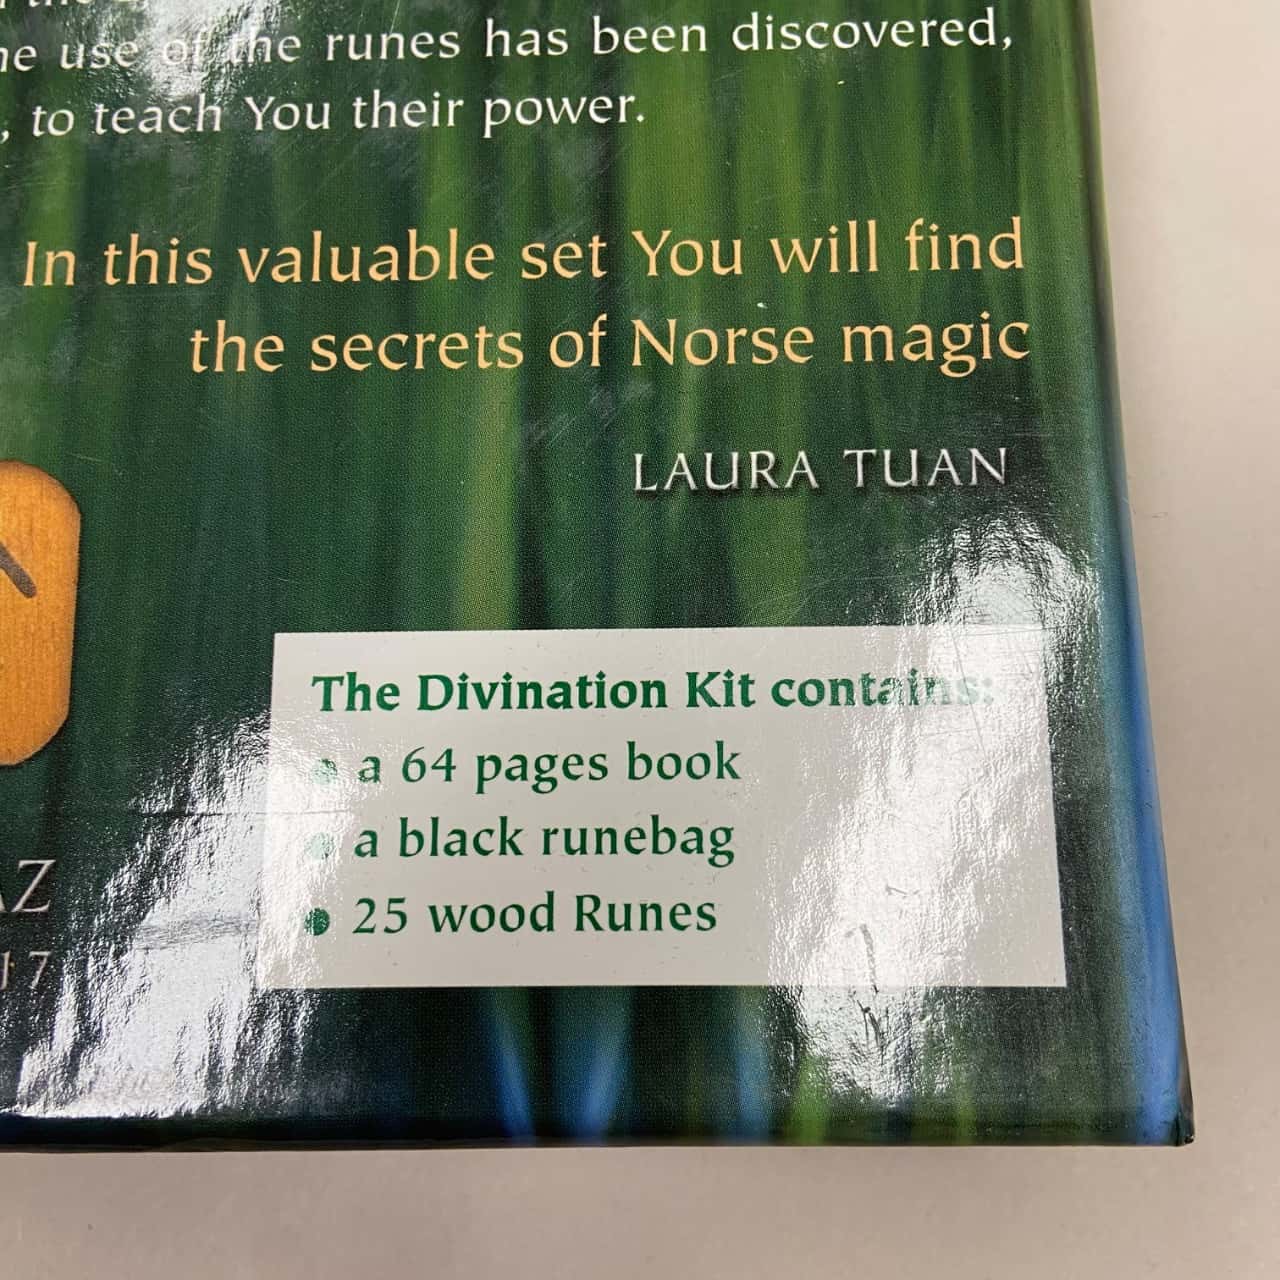 use of the runes has been discovered,
, to teach You their power.
In this valuable set You will find
the secrets of Norse magic
LAURA TUAN
The Divination Kit contains:
• a 64 pages book
• a black runebag
• 25 wood Runes